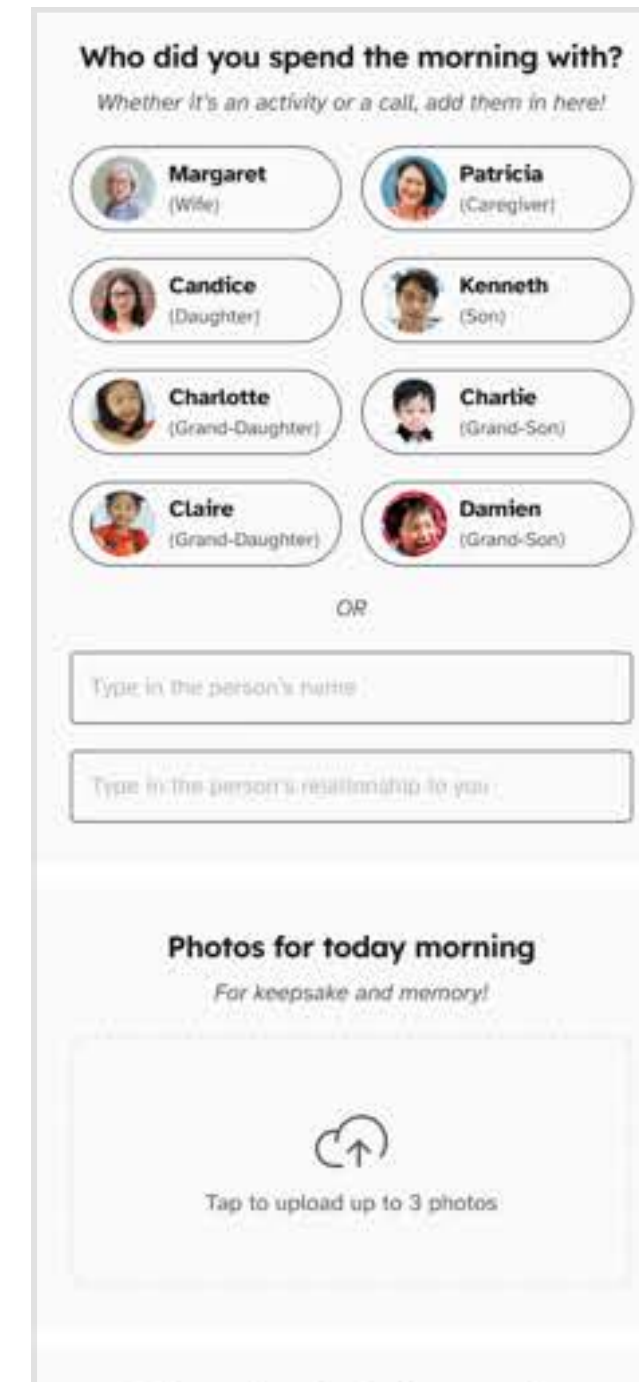 Who did you spend the morning with?
Whether it's an activity or a call, add them in here!
Margaret
(Wife)
Patricia
(Caregiver)
Candice
(Daughter)
Kenneth
(Son)
Charlotte
(Grand-Daughter)
Charlie
(Grand-Son)
Claire
(Grand-Daughter)
Damien
(Grand-Son)
OR
Type in the person's name
Type in the person's relationship to you
Photos for today morning
For keepsake and memory!
Tap to upload up to 3 photos